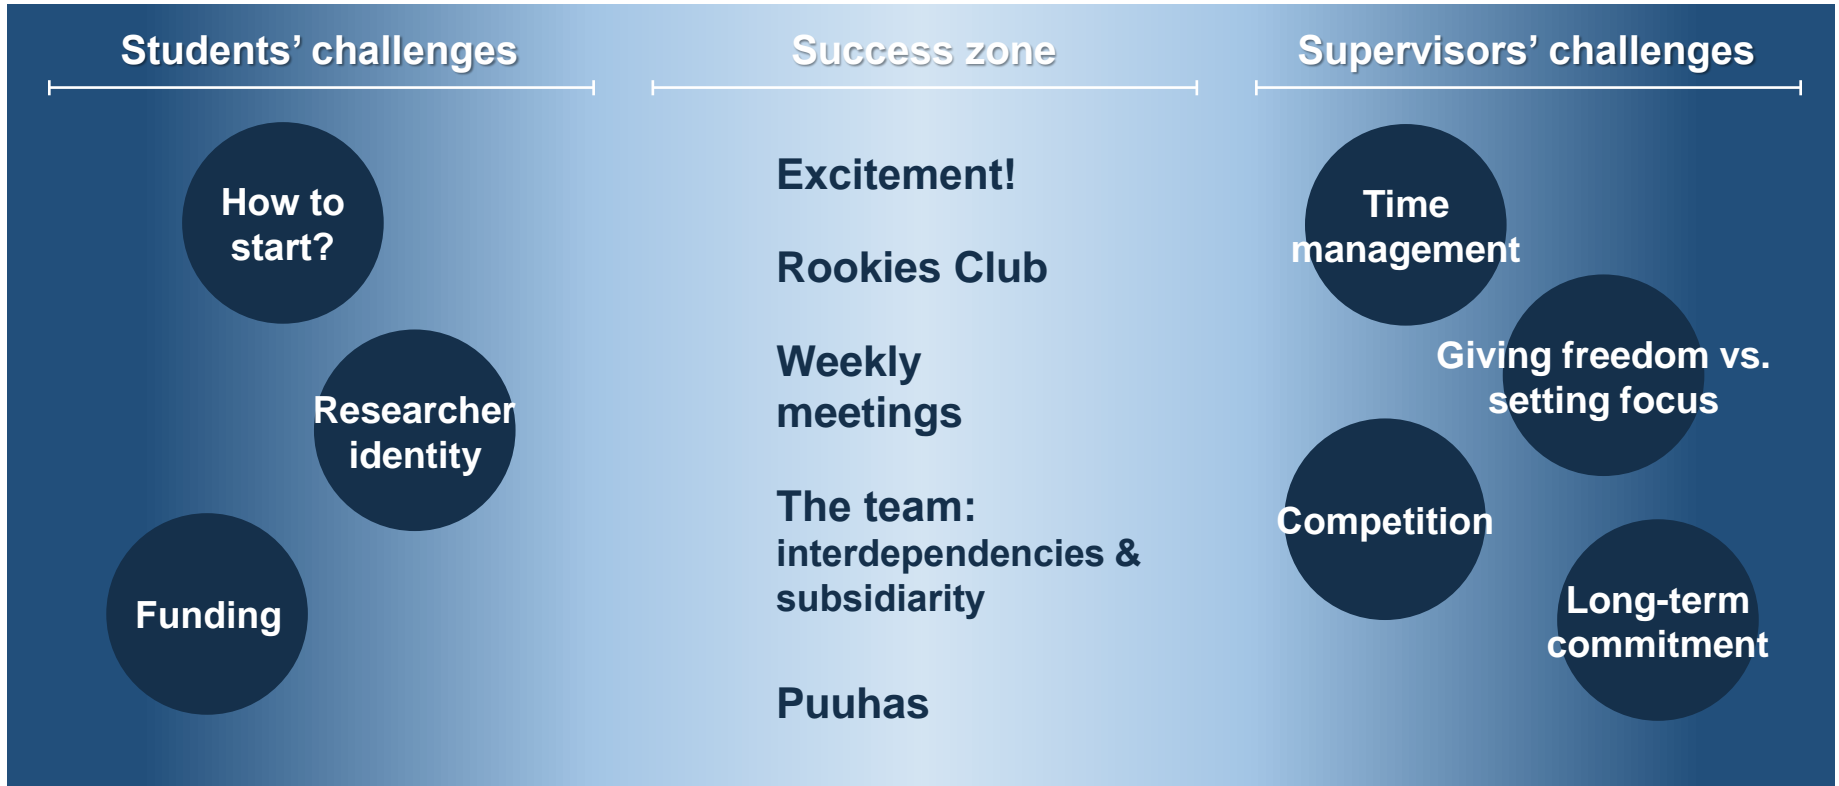 Students’ challenges
How to
start?
Researcher
identity
Funding
Success zone
Excitement!
Rookies Club
Weekly
meetings
The team:
interdependencies &
subsidiarity
Puuhas
Supervisors’ challenges
Time
management
Giving freedom vs.
setting focus
Competition
Long-term
commitment